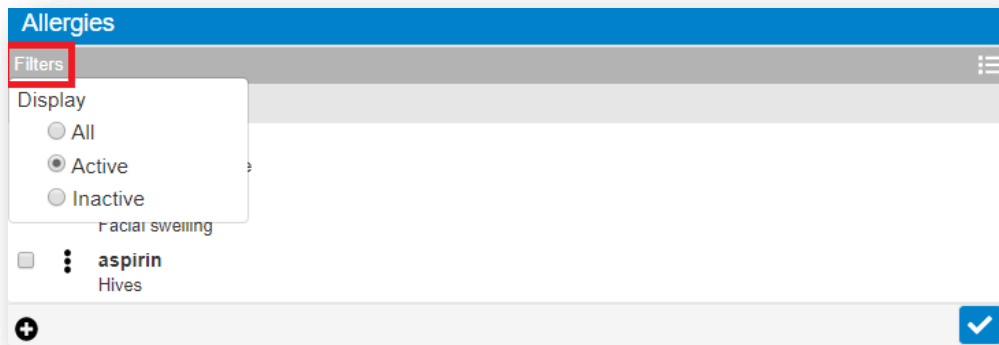 Allergies
Filters
Display
All
Active
Inactive
Facial swelling
aspirin
Hives